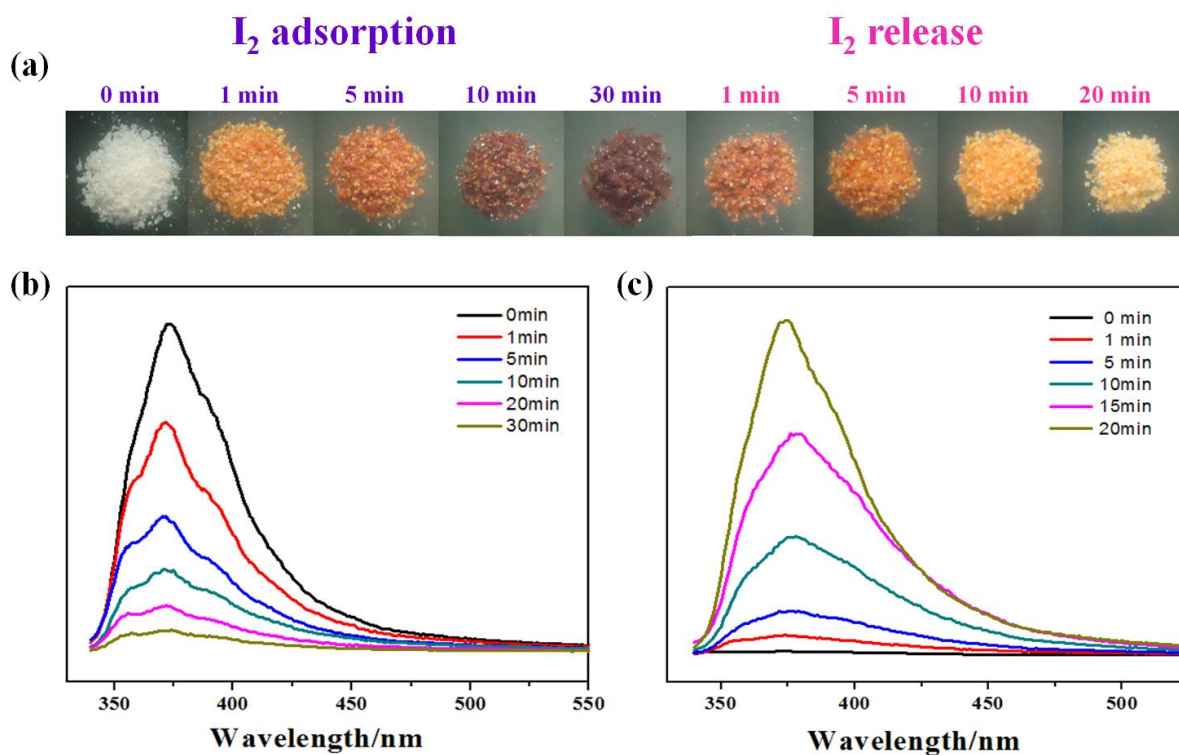 I₂ adsorption
I₂ release
(a)
0 min 1 min 5 min 10 min 30 min 1 min 5 min 10 min 20 min
(b)
0min
1min
5min
10min
20min
30min
350 400 450 500 550
Wavelength/nm
(c)
0 min
1 min
5 min
10min
15min
20min
350 400 450 500
Wavelength/nm